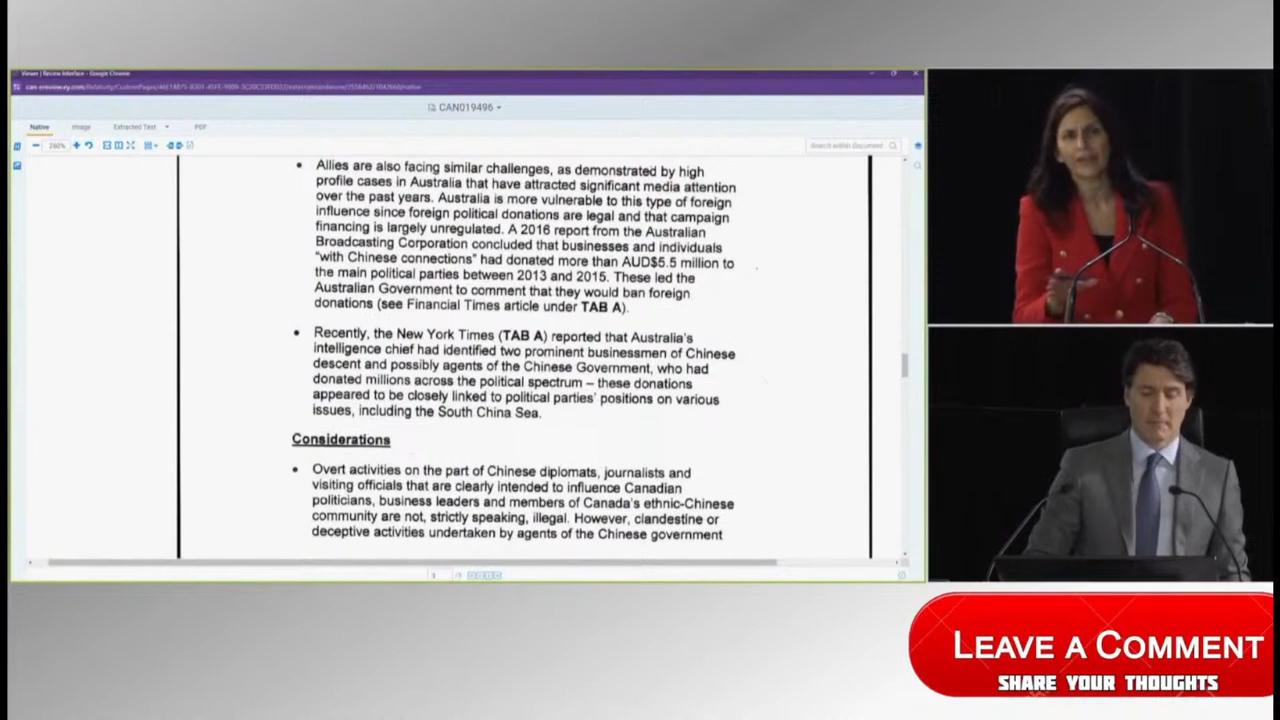 Viewer | Review Interface - Google Chrome
CAN019496
Native Image Extracted Text PDF
260% Search within Document
• Allies are also facing similar challenges, as demonstrated by high
profile cases in Australia that have attracted significant media attention
over the past years. Australia is more vulnerable to this type of foreign
influence since foreign political donations are legal and that campaign
financing is largely unregulated. A 2016 report from the Australian
Broadcasting Corporation concluded that businesses and individuals
"with Chinese connections" had donated more than AUD$5.5 million to
the main political parties between 2013 and 2015. These led the
Australian Government to comment that they would ban foreign
donations (see Financial Times article under TAB A).
• Recently, the New York Times (TAB A) reported that Australia's
intelligence chief had identified two prominent businessmen of Chinese
descent and possibly agents of the Chinese Government, who had
donated millions across the political spectrum – these donations
appeared to be closely linked to political parties' positions on various
issues, including the South China Sea.
Considerations
• Overt activities on the part of Chinese diplomats, journalists and
visiting officials that are clearly intended to influence Canadian
politicians, business leaders and members of Canada's ethnic-Chinese
community are not, strictly speaking, illegal. However, clandestine or
deceptive activities undertaken by agents of the Chinese government
LEAVE A COMMENT
SHARE YOUR THOUGHTS